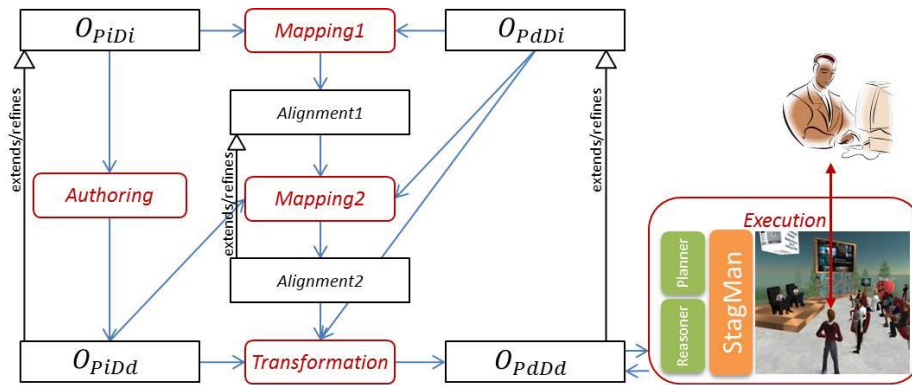 O_PiDi
Mapping1
O_PdDi
extends/refines
Alignment1
extends/refines
extends/refines
Authoring
Mapping2
Alignment2
Execution
Planner
Reasoner
StagMan
O_PiDd
Transformation
O_PdDd